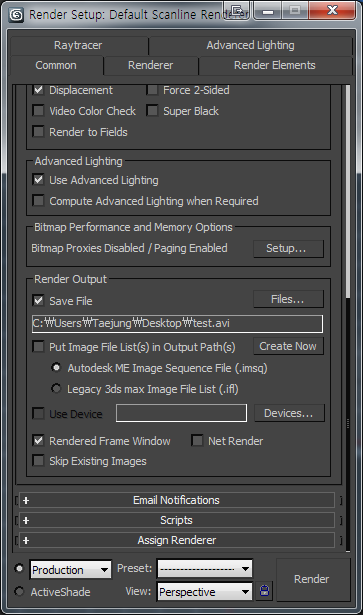 Render Setup: Default Scanline Renderer
Raytracer Advanced Lighting
Common Renderer Render Elements
Displacement Force 2-Sided
Video Color Check Super Black
Render to Fields
Advanced Lighting
Use Advanced Lighting
Compute Advanced Lighting when Required
Bitmap Performance and Memory Options
Bitmap Proxies Disabled / Paging Enabled Setup...
Render Output
Save File Files...
C:₩Users₩Taejung₩Desktop₩test.avi
Put Image File List(s) in Output Path(s) Create Now
Autodesk ME Image Sequence File (.imsq)
Legacy 3ds max Image File List (.ifl)
Use Device Devices...
Rendered Frame Window Net Render
Skip Existing Images
+ Email Notifications
+ Scripts
+ Assign Renderer
Production Preset: --------------------
ActiveShade View: Perspective Render